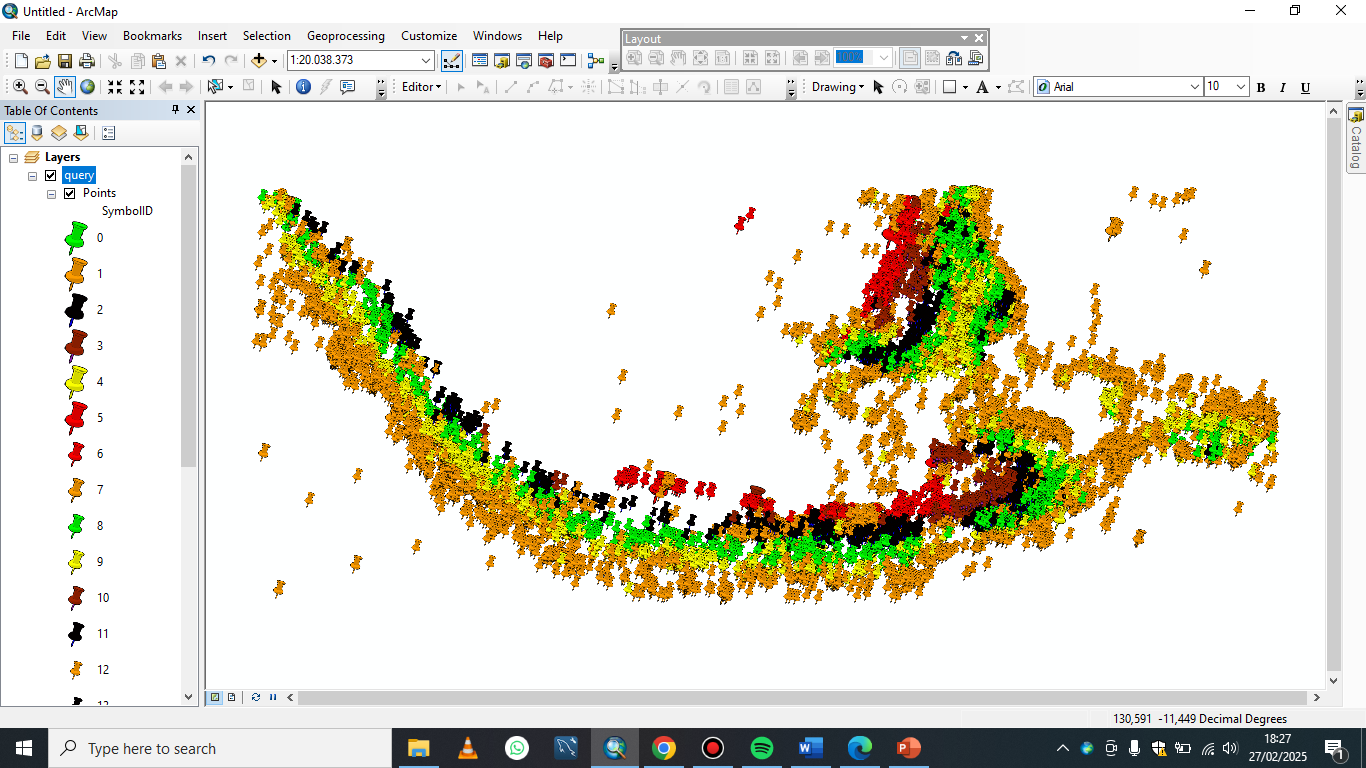 Untitled - ArcMap
File Edit View Bookmarks Insert Selection Geoprocessing Customize Windows Help
Layout
1:20.038.373
100%
Editor
Drawing
Arial
10
B I U
Table Of Contents
Catalog
Layers
query
Points
SymbolID
0
1
2
3
4
5
6
7
8
9
10
11
12
130,591 -11,449 Decimal Degrees
Type here to search
18:27
27/02/2025
1